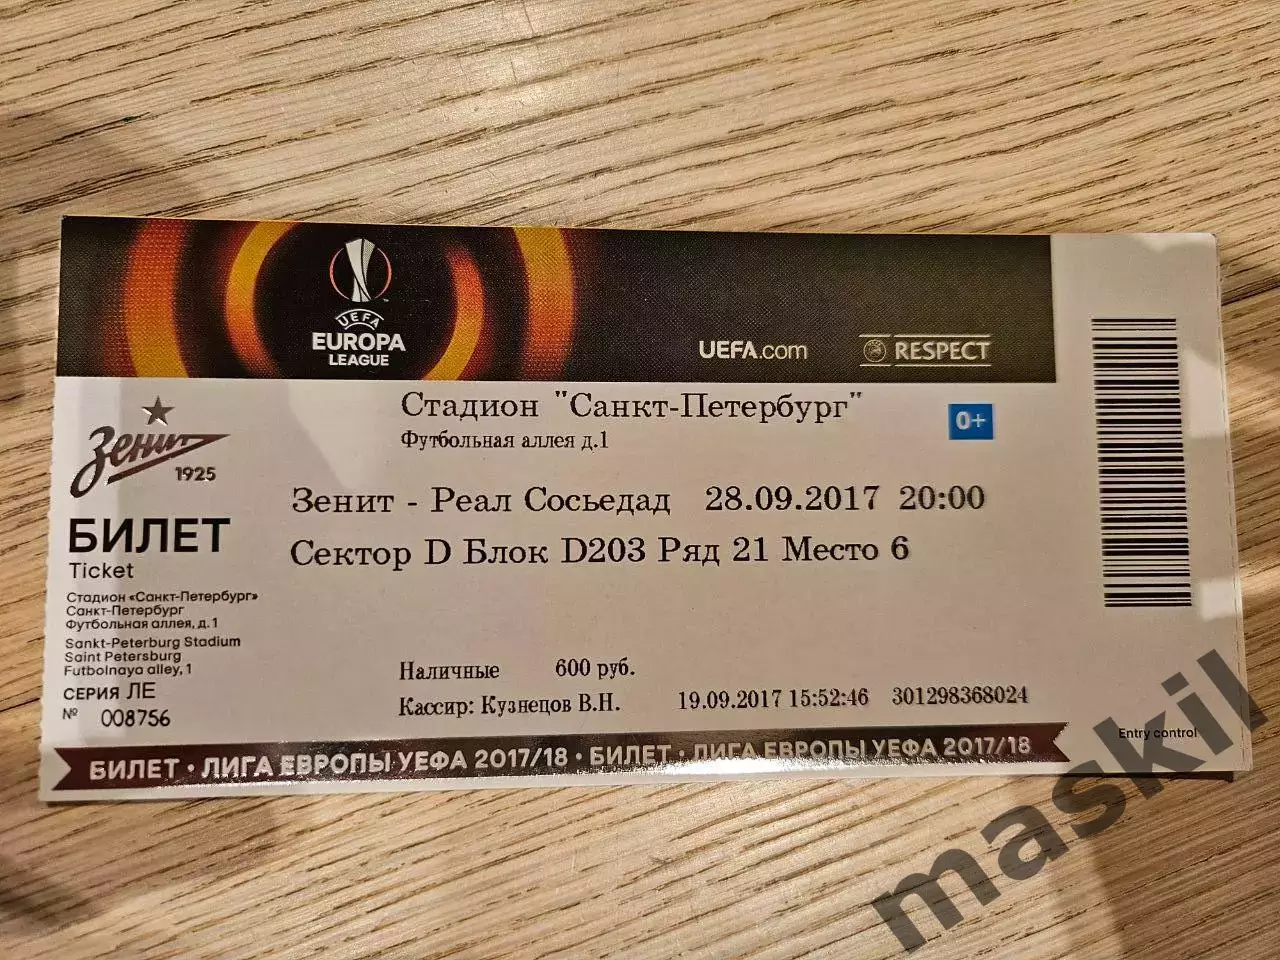 UEFA
EUROPA
LEAGUE
UEFA.com
RESPECT
Стадион "Санкт-Петербург"
Футбольная аллея д.1
0+
Зенит
1925
Зенит - Реал Сосьедад 28.09.2017 20:00
Сектор D Блок D203 Ряд 21 Место 6
БИЛЕТ
Ticket
Стадион «Санкт-Петербург»
Санкт-Петербург
Футбольная аллея, д.1
Sankt-Peterburg Stadium
Saint Petersburg
Futbolnaya alley, 1
СЕРИЯ ЛЕ
№ 008756
Наличные 600 руб.
Кассир: Кузнецов В.Н. 19.09.2017 15:52:46 301298368024
Entry control
БИЛЕТ • ЛИГА ЕВРОПЫ УЕФА 2017/18 • БИЛЕТ • ЛИГА ЕВРОПЫ УЕФА 2017/18
maskil